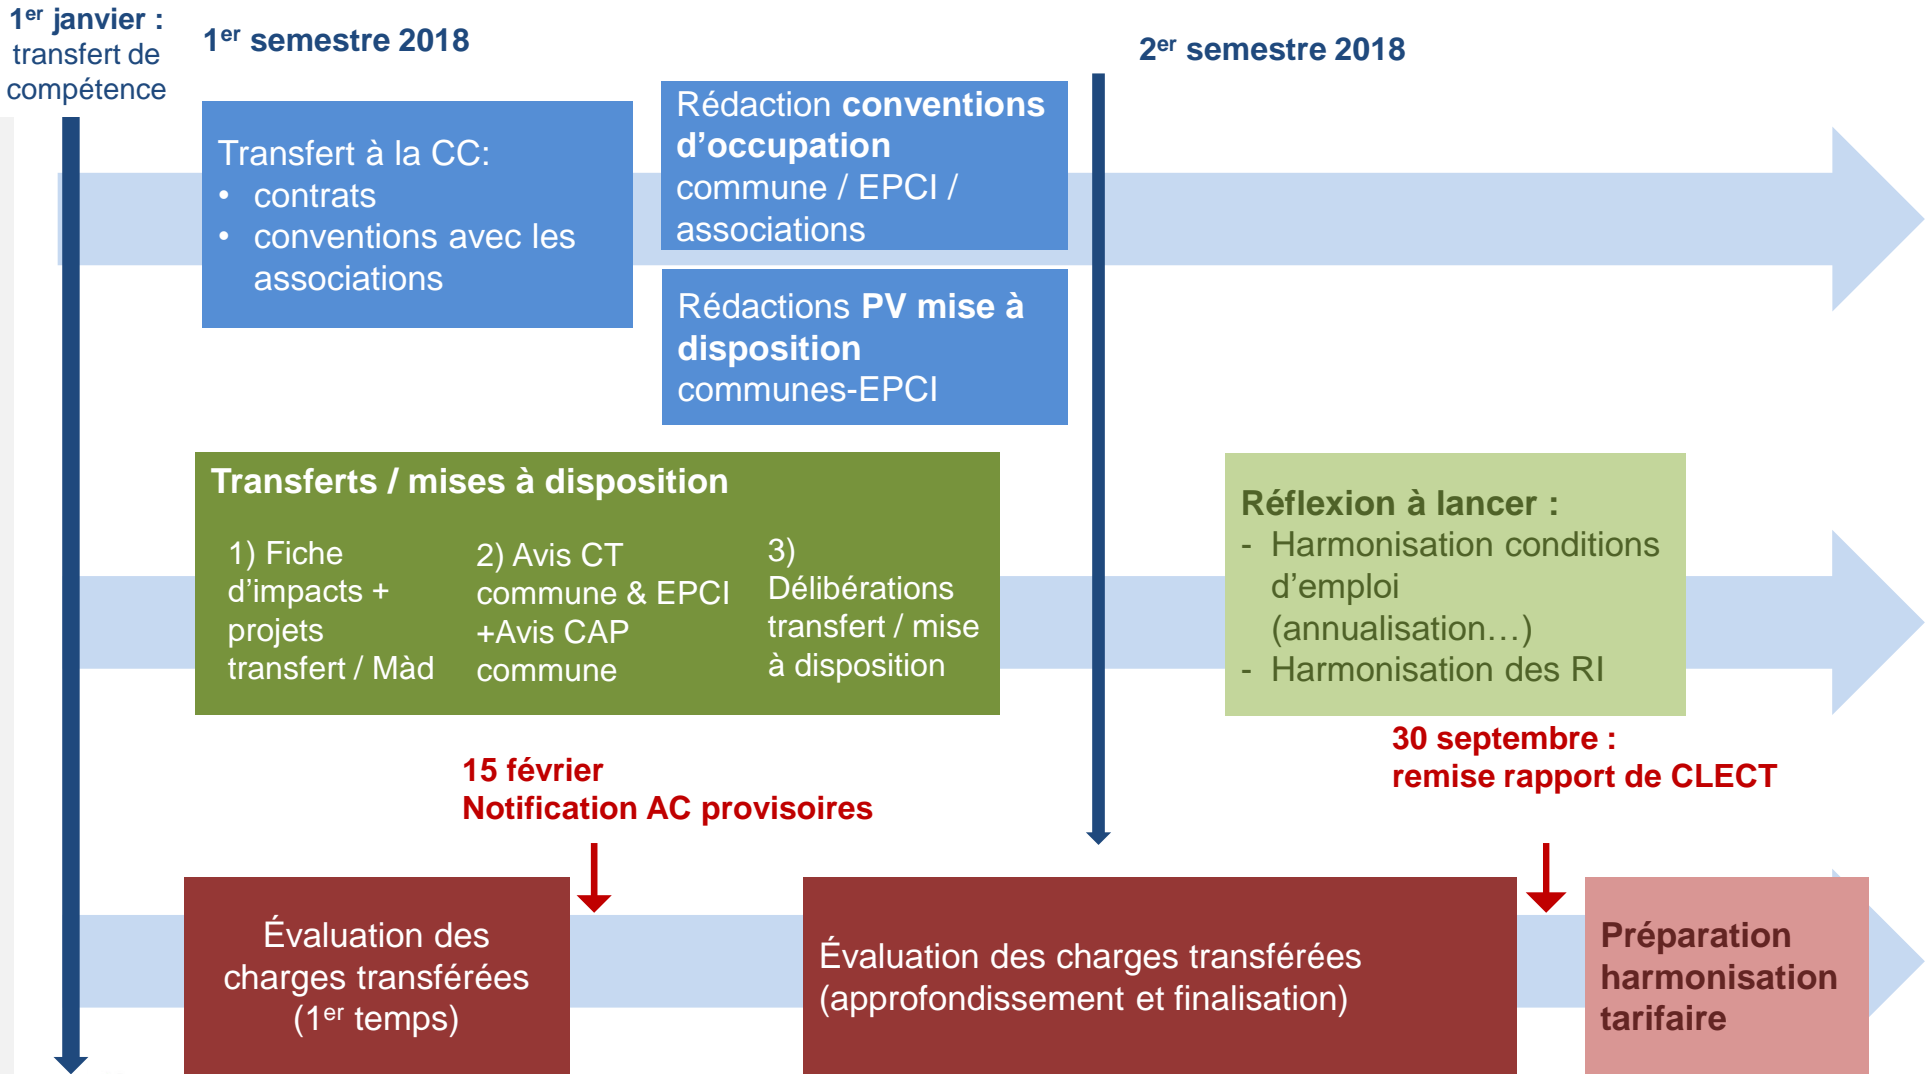 1er janvier :
transfert de
compétence
1er semestre 2018
2er semestre 2018
Transfert à la CC:
• contrats
• conventions avec les
associations
Rédaction conventions
d’occupation
commune / EPCI /
associations
Rédactions PV mise à
disposition
communes-EPCI
Transferts / mises à disposition
1) Fiche
d’impacts +
projets
transfert / Màd
2) Avis CT
commune & EPCI
+Avis CAP
commune
3)
Délibérations
transfert / mise
à disposition
Réflexion à lancer :
- Harmonisation conditions
d’emploi
(annualisation…)
- Harmonisation des RI
15 février
Notification AC provisoires
30 septembre :
remise rapport de CLECT
Évaluation des
charges transférées
(1er temps)
Évaluation des charges transférées
(approfondissement et finalisation)
Préparation
harmonisation
tarifaire